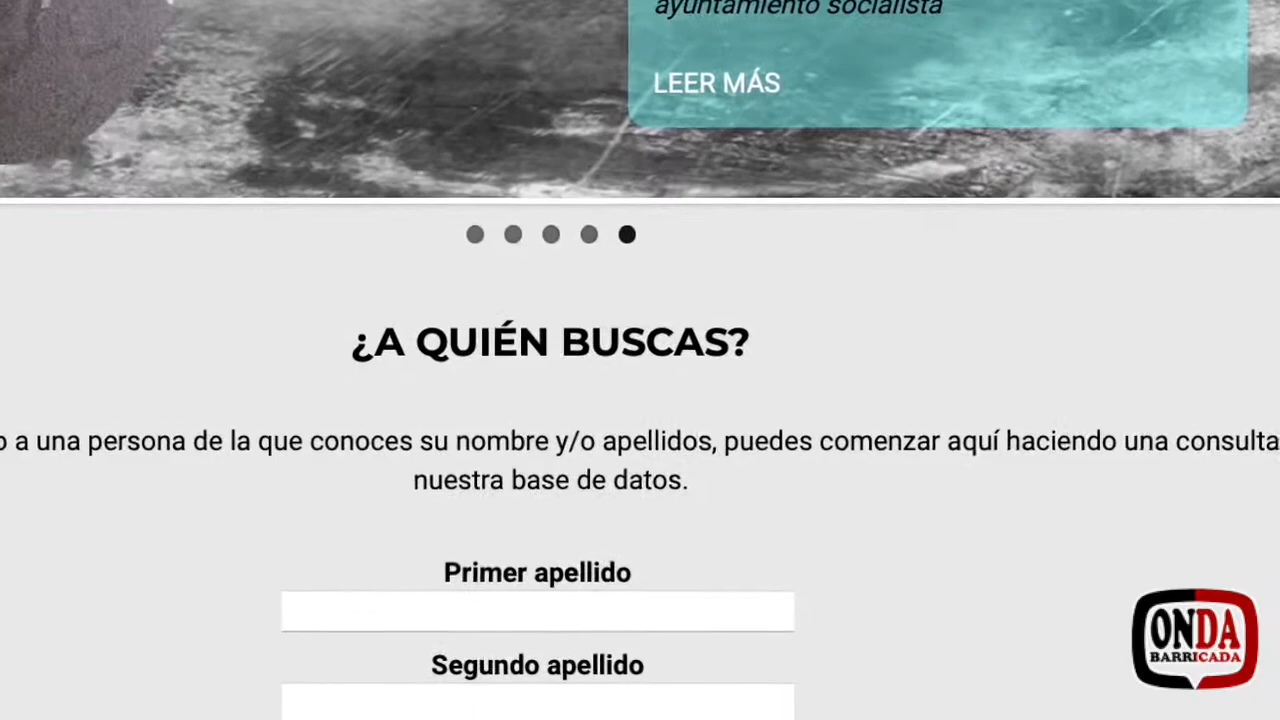 ayuntamiento socialista
LEER MÁS
¿A QUIÉN BUSCAS?
a una persona de la que conoces su nombre y/o apellidos, puedes comenzar aquí haciendo una consulta
nuestra base de datos.
Primer apellido
Segundo apellido
ONDA
BARRICADA